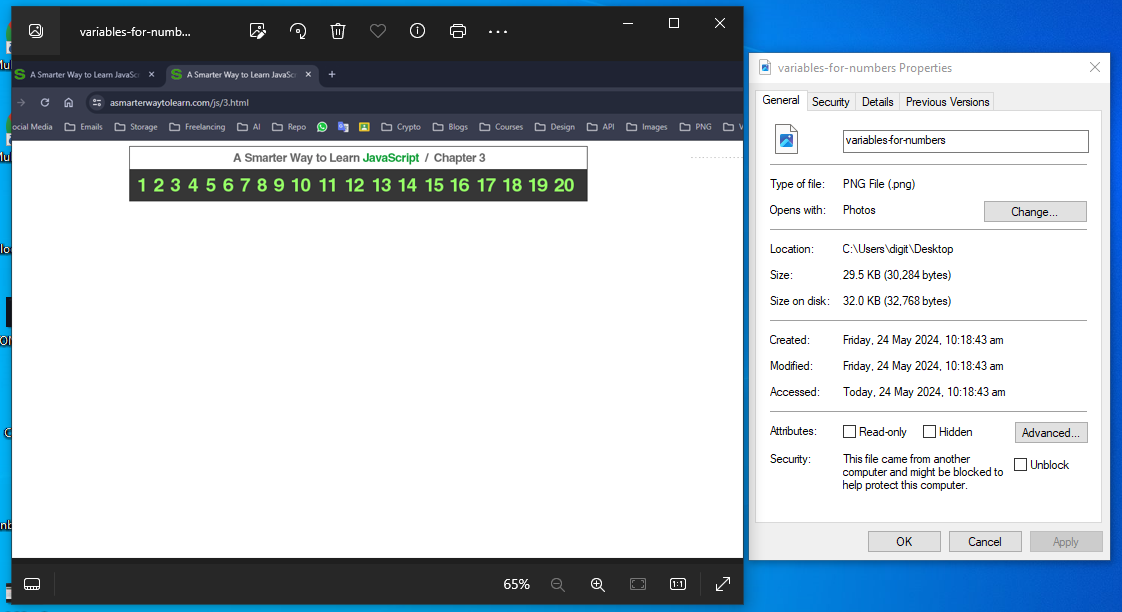 variables-for-numb...
A Smarter Way to Learn JavaSc
A Smarter Way to Learn JavaSc
asmarterwaytolearn.com/js/3.html
ocial Media Emails Storage Freelancing AI Repo Crypto Blogs Courses Design API Images PNG V
A Smarter Way to Learn JavaScript / Chapter 3
1 2 3 4 5 6 7 8 9 10 11 12 13 14 15 16 17 18 19 20
65%
1:1
variables-for-numbers Properties
General Security Details Previous Versions
variables-for-numbers
Type of file: PNG File (.png)
Opens with: Photos Change...
Location: C:\Users\digit\Desktop
Size: 29.5 KB (30,284 bytes)
Size on disk: 32.0 KB (32,768 bytes)
Created: Friday, 24 May 2024, 10:18:43 am
Modified: Friday, 24 May 2024, 10:18:43 am
Accessed: Today, 24 May 2024, 10:18:43 am
Attributes: Read-only Hidden Advanced...
Security: This file came from another
computer and might be blocked to
help protect this computer.
Unblock
OK Cancel Apply